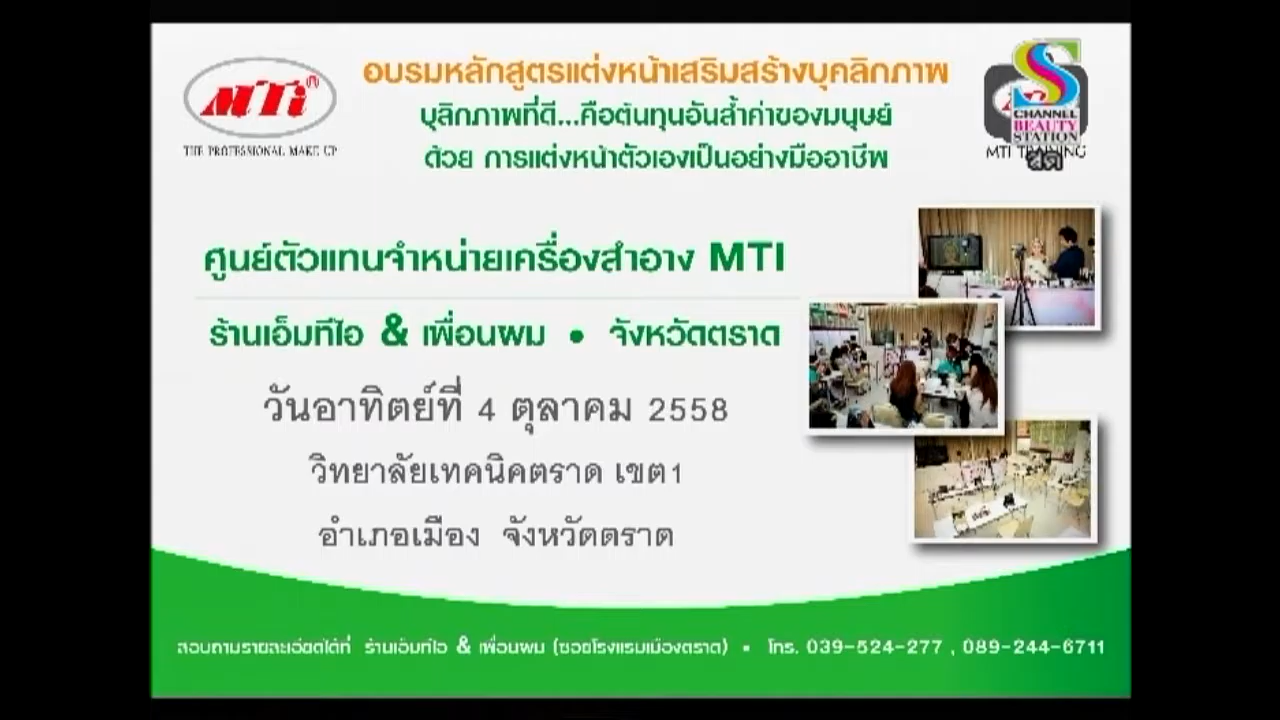 MTi
THE PROFESSIONAL MAKE UP
อบรมหลักสูตรแต่งหน้าเสริมสร้างบุคลิกภาพ
บุลิกภาพที่ดี...คือต้นทุนอันล้ำค่าของมนุษย์
ด้วย การแต่งหน้าตัวเองเป็นอย่างมืออาชีพ
S
CHANNEL
BEAUTY
STATION
MTI TRAINING
สด
ศูนย์ตัวแทนจำหน่ายเครื่องสำอาง MTI
ร้านเอ็มทีไอ & เพื่อนผม • จังหวัดตราด
วันอาทิตย์ที่ 4 ตุลาคม 2558
วิทยาลัยเทคนิคตราด เขต1
อำเภอเมือง จังหวัดตราด
สอบถามรายละเอียดได้ที่ ร้านเอ็มทีไอ & เพื่อนผม (ซอยโรงแรมเมืองตราด) • โทร. 039-524-277 , 089-244-6711